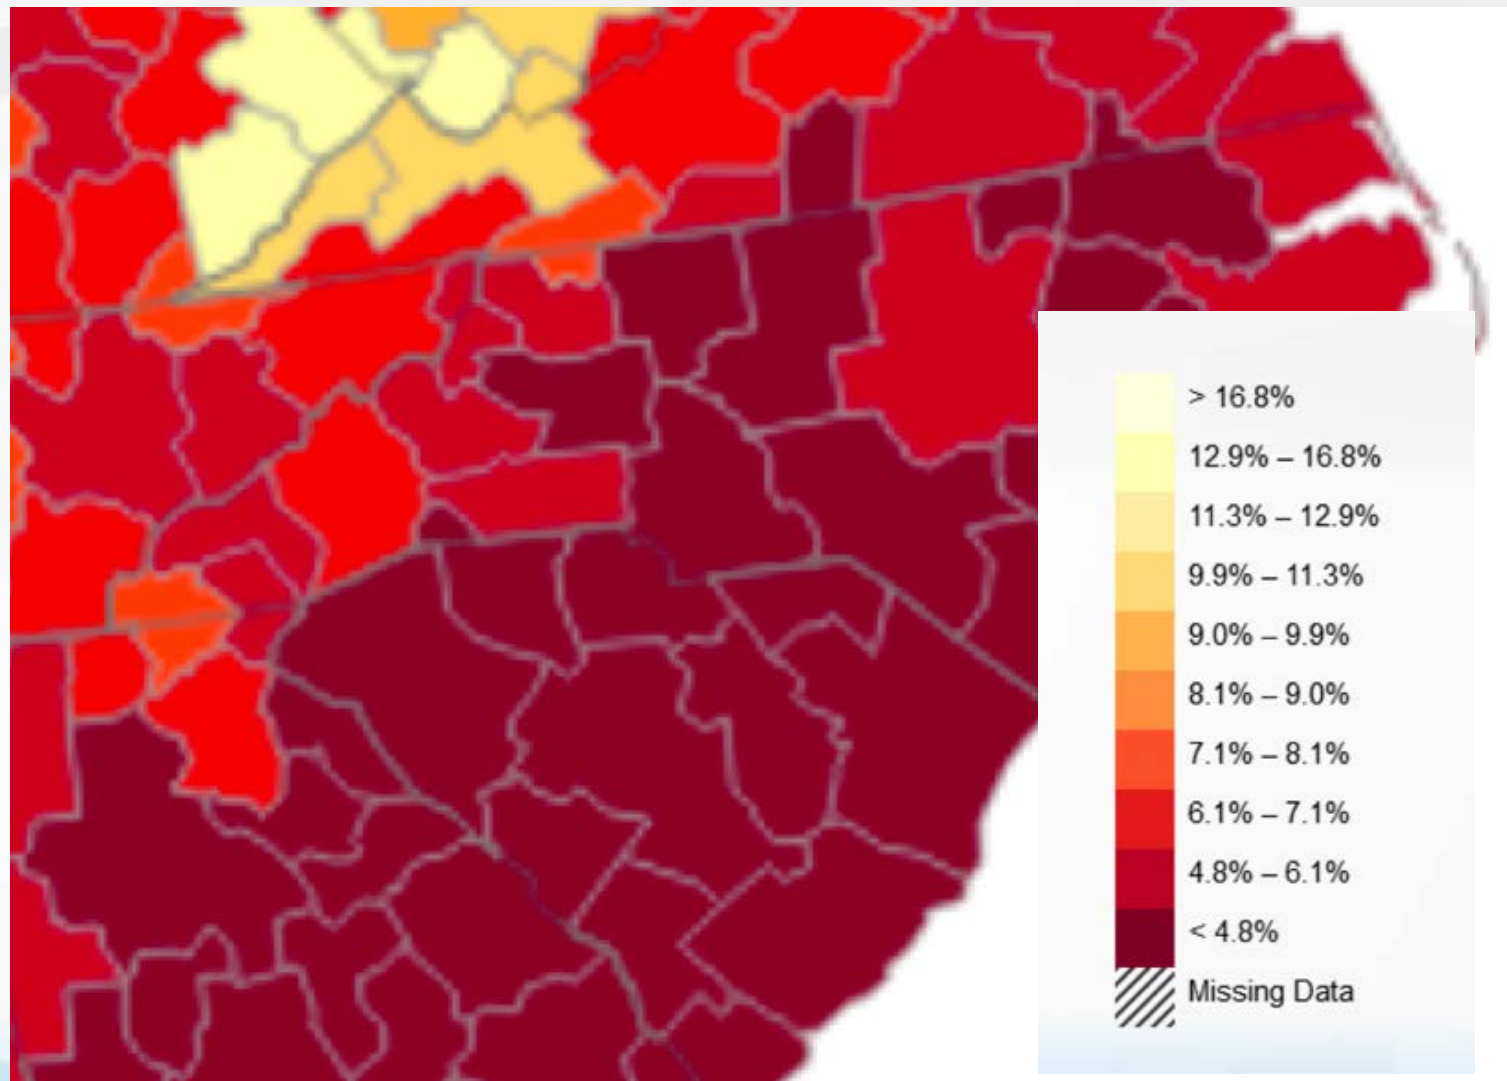 > 16.8%
12.9% – 16.8%
11.3% – 12.9%
9.9% – 11.3%
9.0% – 9.9%
8.1% – 9.0%
7.1% – 8.1%
6.1% – 7.1%
4.8% – 6.1%
< 4.8%
Missing Data